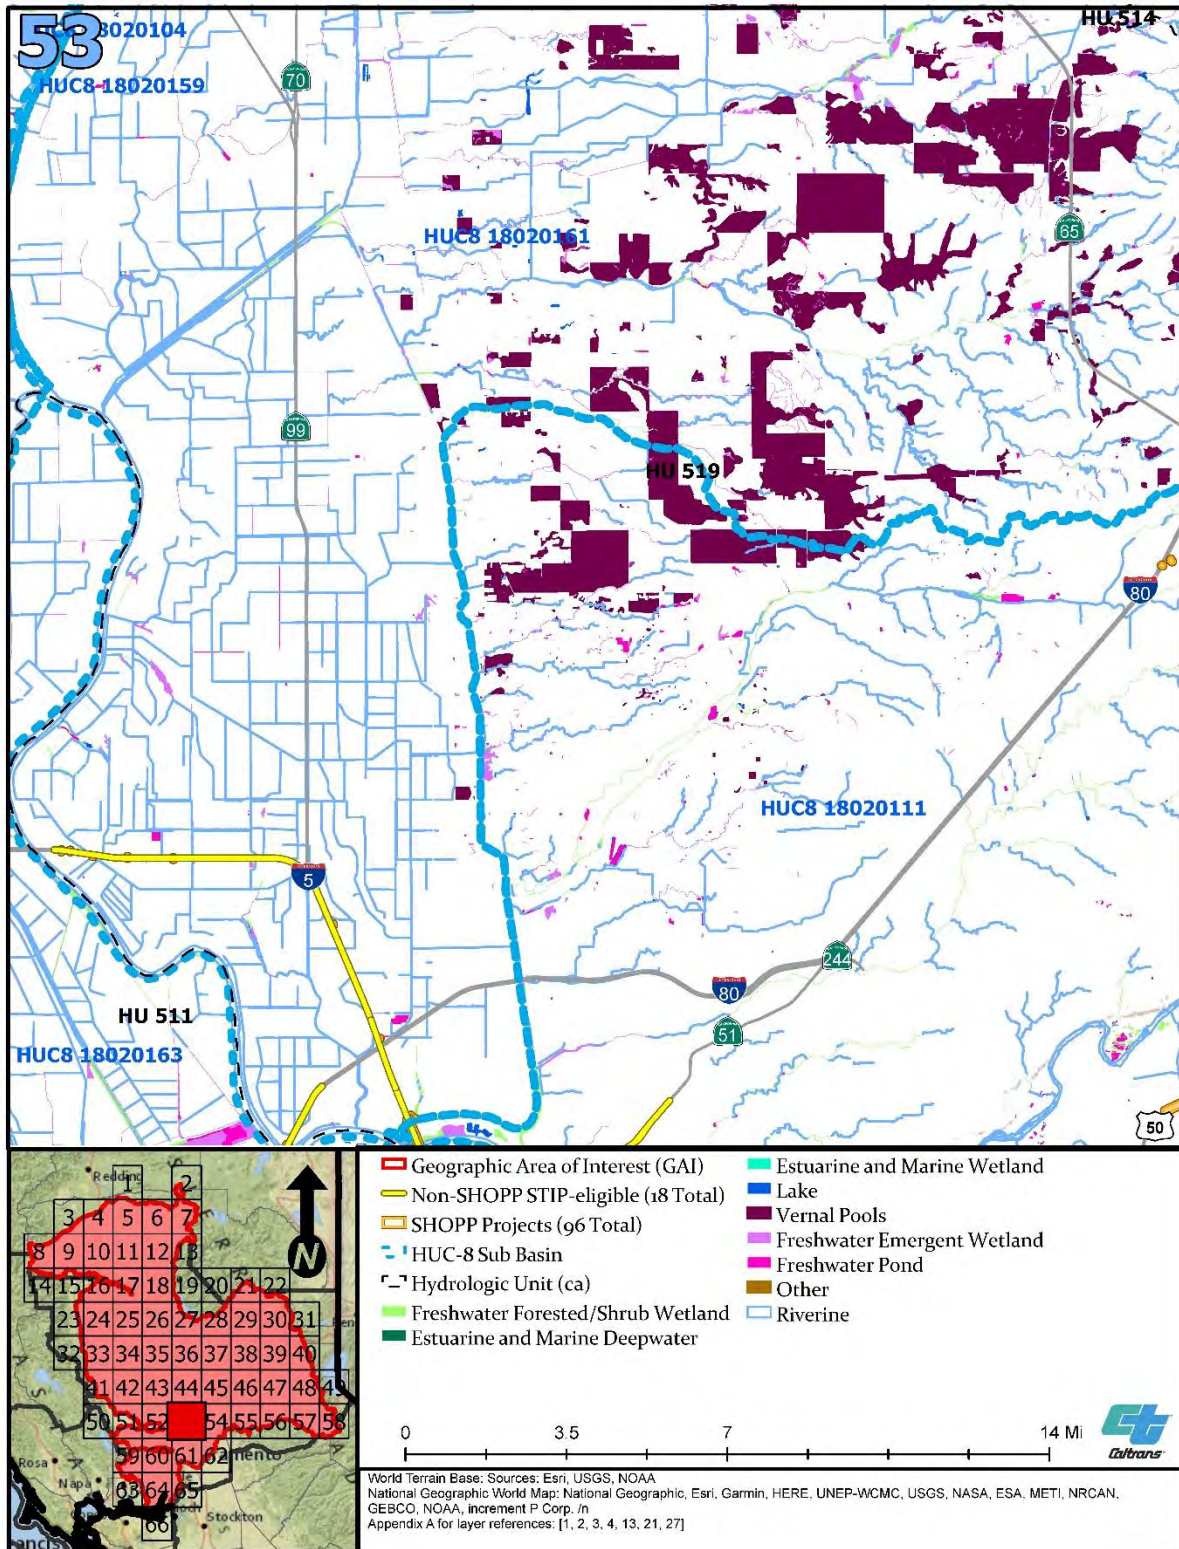 53
HUC8 18020104
HU 514
HUC8 18020159
70
65
HUC8 18020161
99
HU 519
80
HUC8 18020111
5
244
80
51
HU 511
HUC8 18020163
50
Redding
1 2
3 4 5 6 7
8 9 10 11 12 13
14 15 16 17 18 19 20 21 22
23 24 25 26 27 28 29 30 31
32 33 34 35 36 37 38 39 40
41 42 43 44 45 46 47 48 49
50 51 52 54 55 56 57 58
59 60 61 62
63 64 65
66
Rosa
Napa
Stockton
N
Geographic Area of Interest (GAI)
Non-SHOPP STIP-eligible (18 Total)
SHOPP Projects (96 Total)
HUC-8 Sub Basin
Hydrologic Unit (ca)
Freshwater Forested/Shrub Wetland
Estuarine and Marine Deepwater
Estuarine and Marine Wetland
Lake
Vernal Pools
Freshwater Emergent Wetland
Freshwater Pond
Other
Riverine
0 3.5 7 14 Mi
Caltrans
World Terrain Base: Sources: Esri, USGS, NOAA
National Geographic World Map: National Geographic, Esri, Garmin, HERE, UNEP-WCMC, USGS, NASA, ESA, METI, NRCAN,
GEBCO, NOAA, increment P Corp. /n
Appendix A for layer references: [1, 2, 3, 4, 13, 21, 27]